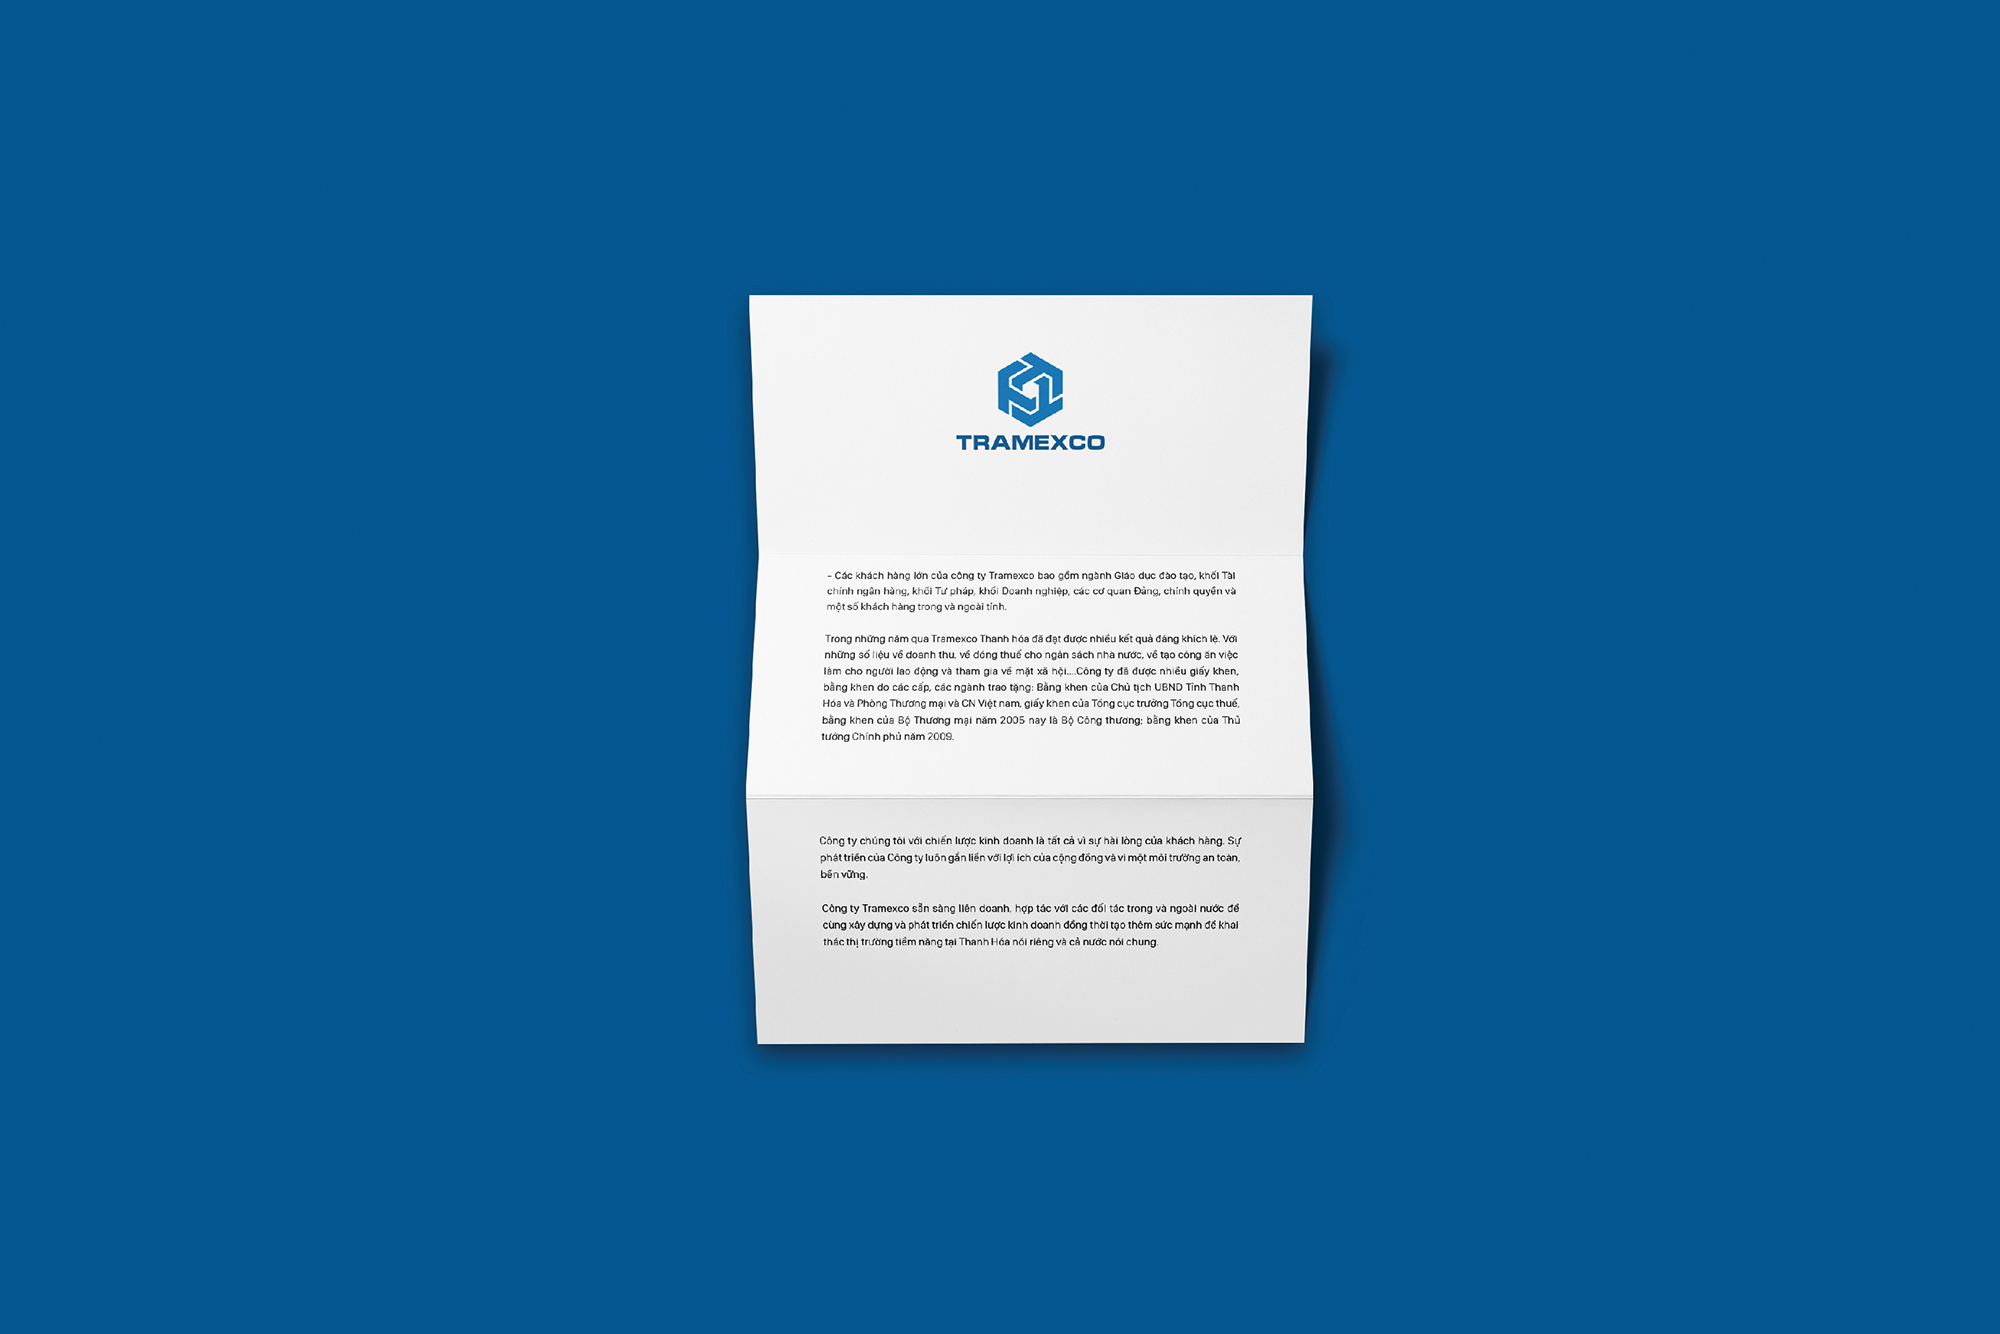 TRAMEXCO
- Các khách hàng lớn của công ty Tramexco bao gồm ngành Giáo dục đào tạo, khối Tài
chính ngân hàng, khối Tư pháp, khối Doanh nghiệp, các cơ quan Đảng, chính quyền và
một số khách hàng trong và ngoài tỉnh.
Trong những năm qua Tramexco Thanh hóa đã đạt được nhiều kết quả đáng khích lệ. Với
những số liệu về doanh thu, về đóng thuế cho ngân sách nhà nước, về tạo công ăn việc
làm cho người lao động và tham gia về mặt xã hội....Công ty đã được nhiều giấy khen,
bằng khen do các cấp, các ngành trao tặng: Bằng khen của Chủ tịch UBND Tỉnh Thanh
Hóa và Phòng Thương mại và CN Việt nam, giấy khen của Tổng cục trưởng Tổng cục thuế,
bằng khen của Bộ Thương mại năm 2005 nay là Bộ Công thương; bằng khen của Thủ
tướng Chính phủ năm 2009.
Công ty chúng tôi với chiến lược kinh doanh là tất cả vì sự hài lòng của khách hàng. Sự
phát triển của Công ty luôn gắn liền với lợi ích của cộng đồng và vì một môi trường an toàn,
bền vững.
Công ty Tramexco sẵn sàng liên doanh, hợp tác với các đối tác trong và ngoài nước để
cùng xây dựng và phát triển chiến lược kinh doanh đồng thời tạo thêm sức mạnh để khai
thác thị trường tiềm năng tại Thanh Hóa nói riêng và cả nước nói chung.